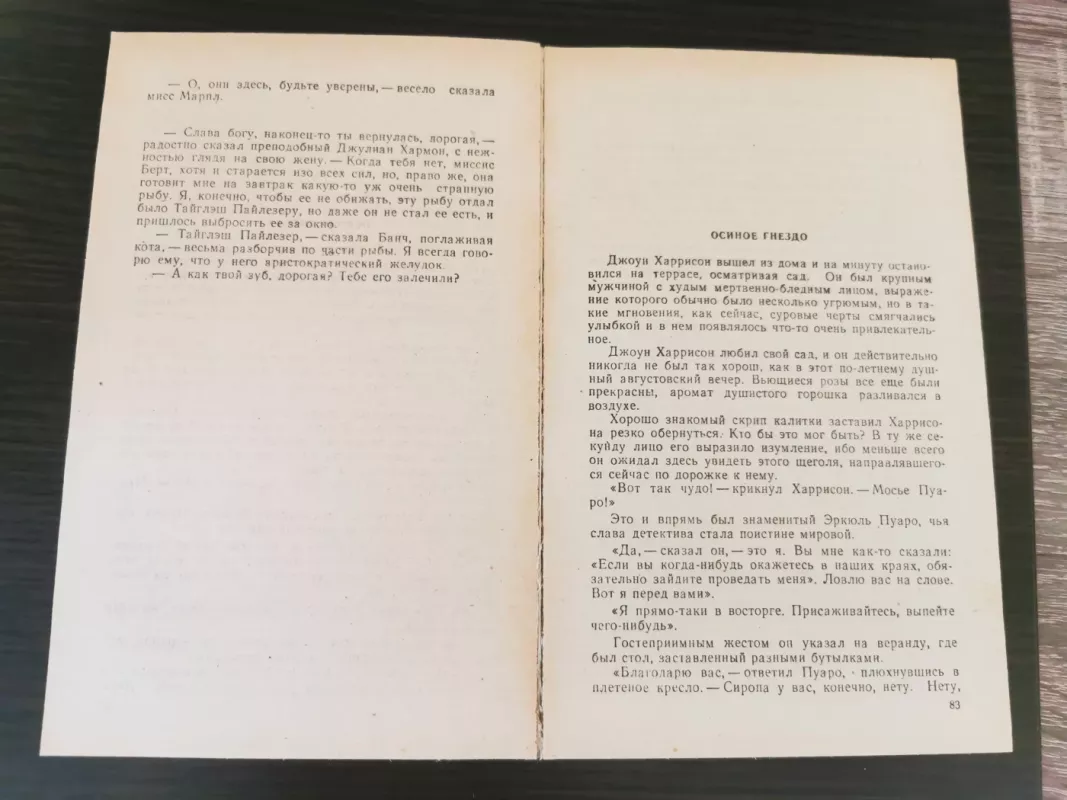 — О, они здесь, будьте уверены, — весело сказала
мисс Марпл.
— Слава богу, наконец-то ты вернулась, дорогая, —
радостно сказал преподобный Джулиан Хармон, с неж-
ностью глядя на свою жену. — Когда тебя нет, миссис
Берт, хотя и старается изо всех сил, но, право же, она
готовит мне на завтрак какую-то уж очень странную
рыбу. Я, конечно, чтобы ее не обижать, эту рыбу отдал
было Тайглэш Пайлезеру, но даже он не стал ее есть, и
пришлось выбросять ее за окно.
— Тайглэш Пайлезер, — сказала Банч, поглаживая
кота, — весьма разборчив по части рыбы. Я всегда гово-
рю ему, что у него аристократический желудок.
— А как твой зуб, дорогая? Тебе его залечили?
ОСИНОЕ ГНЕЗДО
Джоун Харрисон вышел из дома и на минуту остано-
вился на террасе, осматривая сад. Он был крупным
мужчиной с худым мертвенно-бледным лицом, выраже-
ние которого обычно было несколько угрюмым, но в та-
кие мгновения, как сейчас, суровые черты смягчались
улыбкой и в нем появлялось что-то очень привлекатель-
ное.
Джоун Харрисон любил свой сад, и он действительно
никогда не был так хорош, как в этот по-летнему душ-
ный августовский вечер. Вьющиеся розы все еще были
прекрасны, аромат душистого горошка разливался в
воздухе.
Хорошо знакомый скрип калитки заставил Харрисо-
на резко обернуться. Кто бы это мог быть? В ту же се-
куйду лицо его выразило изумление, ибо меньше всего
он ожидал здесь увидеть этого щеголя, направлявшего-
ся сейчас по дорожке к нему.
«Вот так чудо! — крикнул Харрисон. — Мосье Пуа-
ро!»
Это и впрямь был знаменитый Эркюль Пуаро, чья
слава детектива стала поистине мировой.
«Да, — сказал он, — это я. Вы мне как-то сказали:
«Если вы когда-нибудь окажетесь в наших краях, обя-
зательно зайдите проведать меня». Ловлю вас на слове.
Вот я перед вами».
«Я прямо-таки в восторге. Присаживайтесь, выпейте
чего-нибудь».
Гостеприимным жестом он указал на веранду, где
был стол, заставленный разными бутылками.
«Благоларю вас, — ответил Пуаро, плюхнувшись в
плетеное кресло. — Сиропа у вас, конечно, нету. Нету,
83